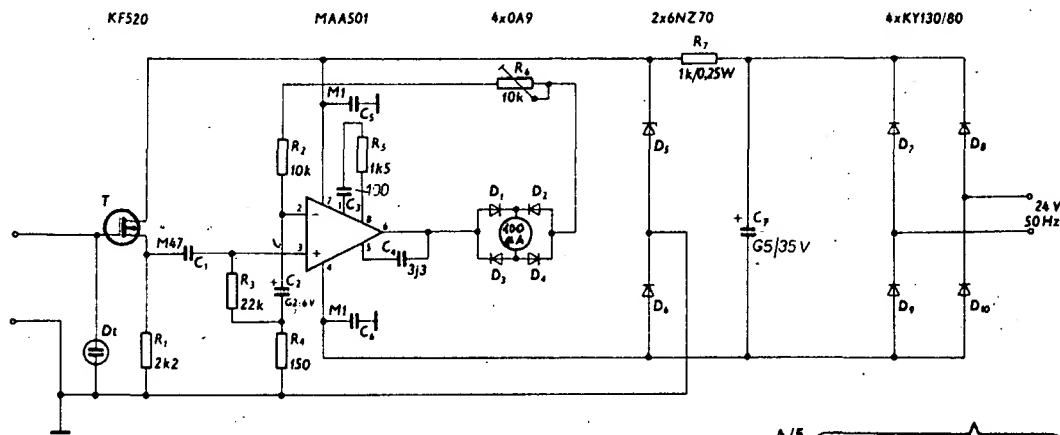 KF520 MAA501 4x0A9 2x6NZ70 4xKY130/80
R7
1k/0,25W
R6
10k
M1
C5
R2
10k
R5
1k5
100
C3
D5
D7
D8
T
7
1
8
2
6
3
5
4
D1
D2
100
μA
D3
D4
24 V
50 Hz
M47
C1
C4
3j3
C9
G5/35V
R3
22k
C2
M1
C6
D6
D9
D10
Dt
R1
2k2
R4
150